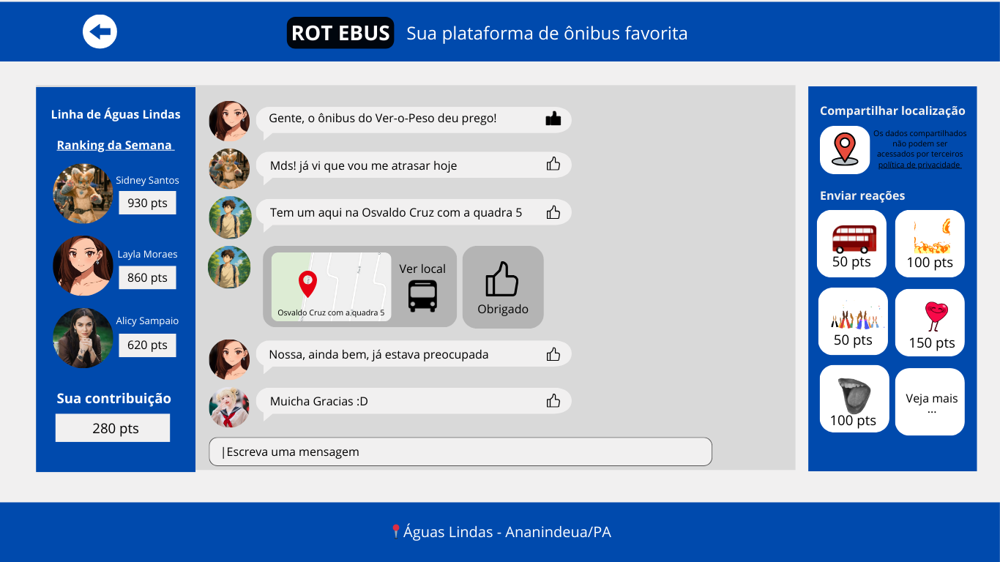 ROT EBUS Sua plataforma de ônibus favorita
Linha de Águas Lindas
Ranking da Semana
Sidney Santos
930 pts
Layla Moraes
860 pts
Alicy Sampaio
620 pts
Sua contribuição
280 pts
Gente, o ônibus do Ver-o-Peso deu prego!
Mds! já vi que vou me atrasar hoje
Tem um aqui na Osvaldo Cruz com a quadra 5
Osvaldo Cruz com a quadra 5
Ver local
Obrigado
Nossa, ainda bem, já estava preocupada
Muicha Gracias :D
|Escreva uma mensagem
Compartilhar localização
Os dados compartilhados
não podem ser
acessados por terceiros
política de privacidade
Enviar reações
50 pts
100 pts
50 pts
150 pts
100 pts
Veja mais
...
Águas Lindas - Ananindeua/PA